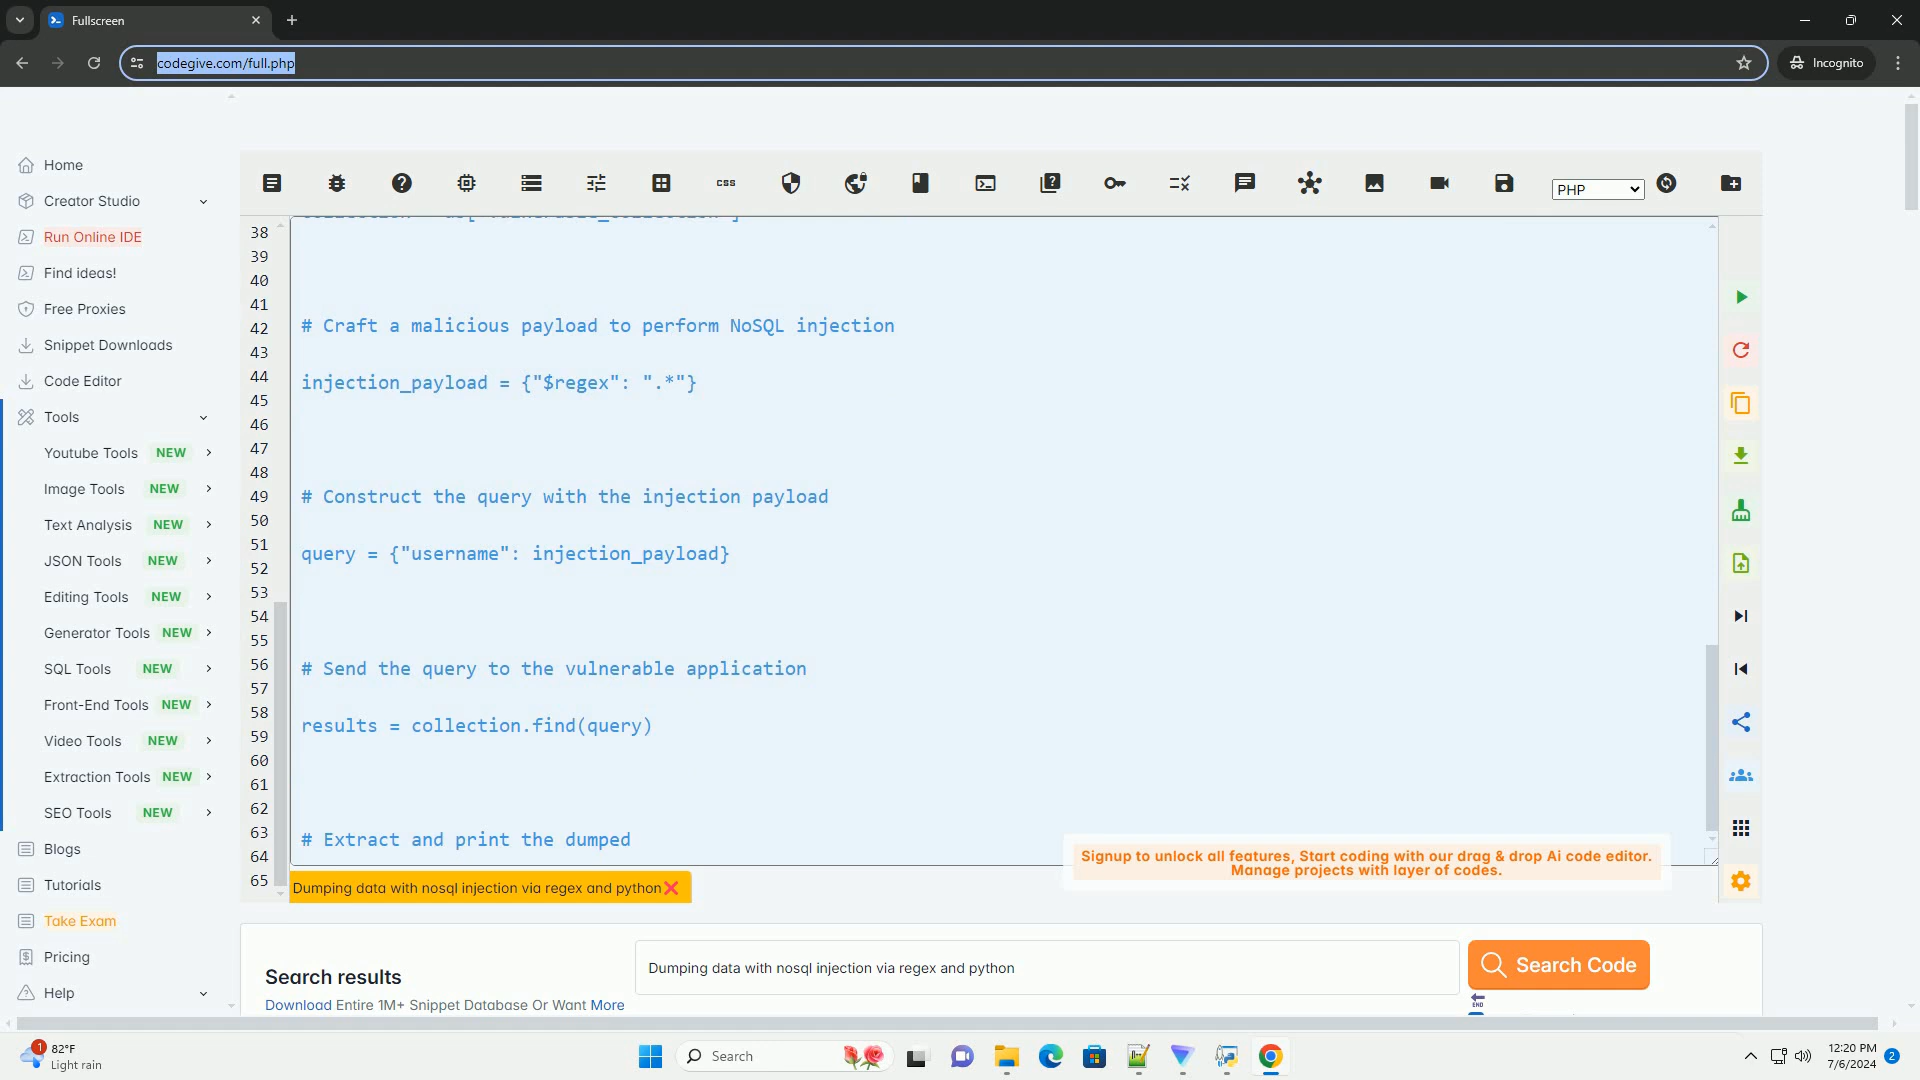 Fullscreen
codegive.com/full.php
Incognito
Home
Creator Studio
Run Online IDE
Find ideas!
Free Proxies
Snippet Downloads
Code Editor
Tools
Youtube Tools NEW
Image Tools NEW
Text Analysis NEW
JSON Tools NEW
Editing Tools NEW
Generator Tools NEW
SQL Tools NEW
Front-End Tools NEW
Video Tools NEW
Extraction Tools NEW
SEO Tools NEW
Blogs
Tutorials
Take Exam
Pricing
Help
css
PHP
38
39
40
41
42
43
44
45
46
47
48
49
50
51
52
53
54
55
56
57
58
59
60
61
62
63
64
65
# Craft a malicious payload to perform NoSQL injection
injection_payload = {"$regex": ".*"}
# Construct the query with the injection payload
query = {"username": injection_payload}
# Send the query to the vulnerable application
results = collection.find(query)
# Extract and print the dumped
Signup to unlock all features, Start coding with our drag & drop Ai code editor.
Manage projects with layer of codes.
Dumping data with nosql injection via regex and python
Search results
Download Entire 1M+ Snippet Database Or Want More
Dumping data with nosql injection via regex and python
Search Code
END
1
82°F
Light rain
Search
12:20 PM
7/6/2024
2